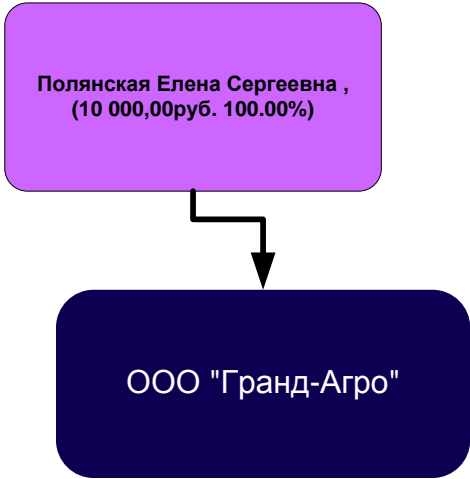 Полянская Елена Сергеевна ,
(10 000,00руб. 100.00%)
ООО "Гранд-Агро"